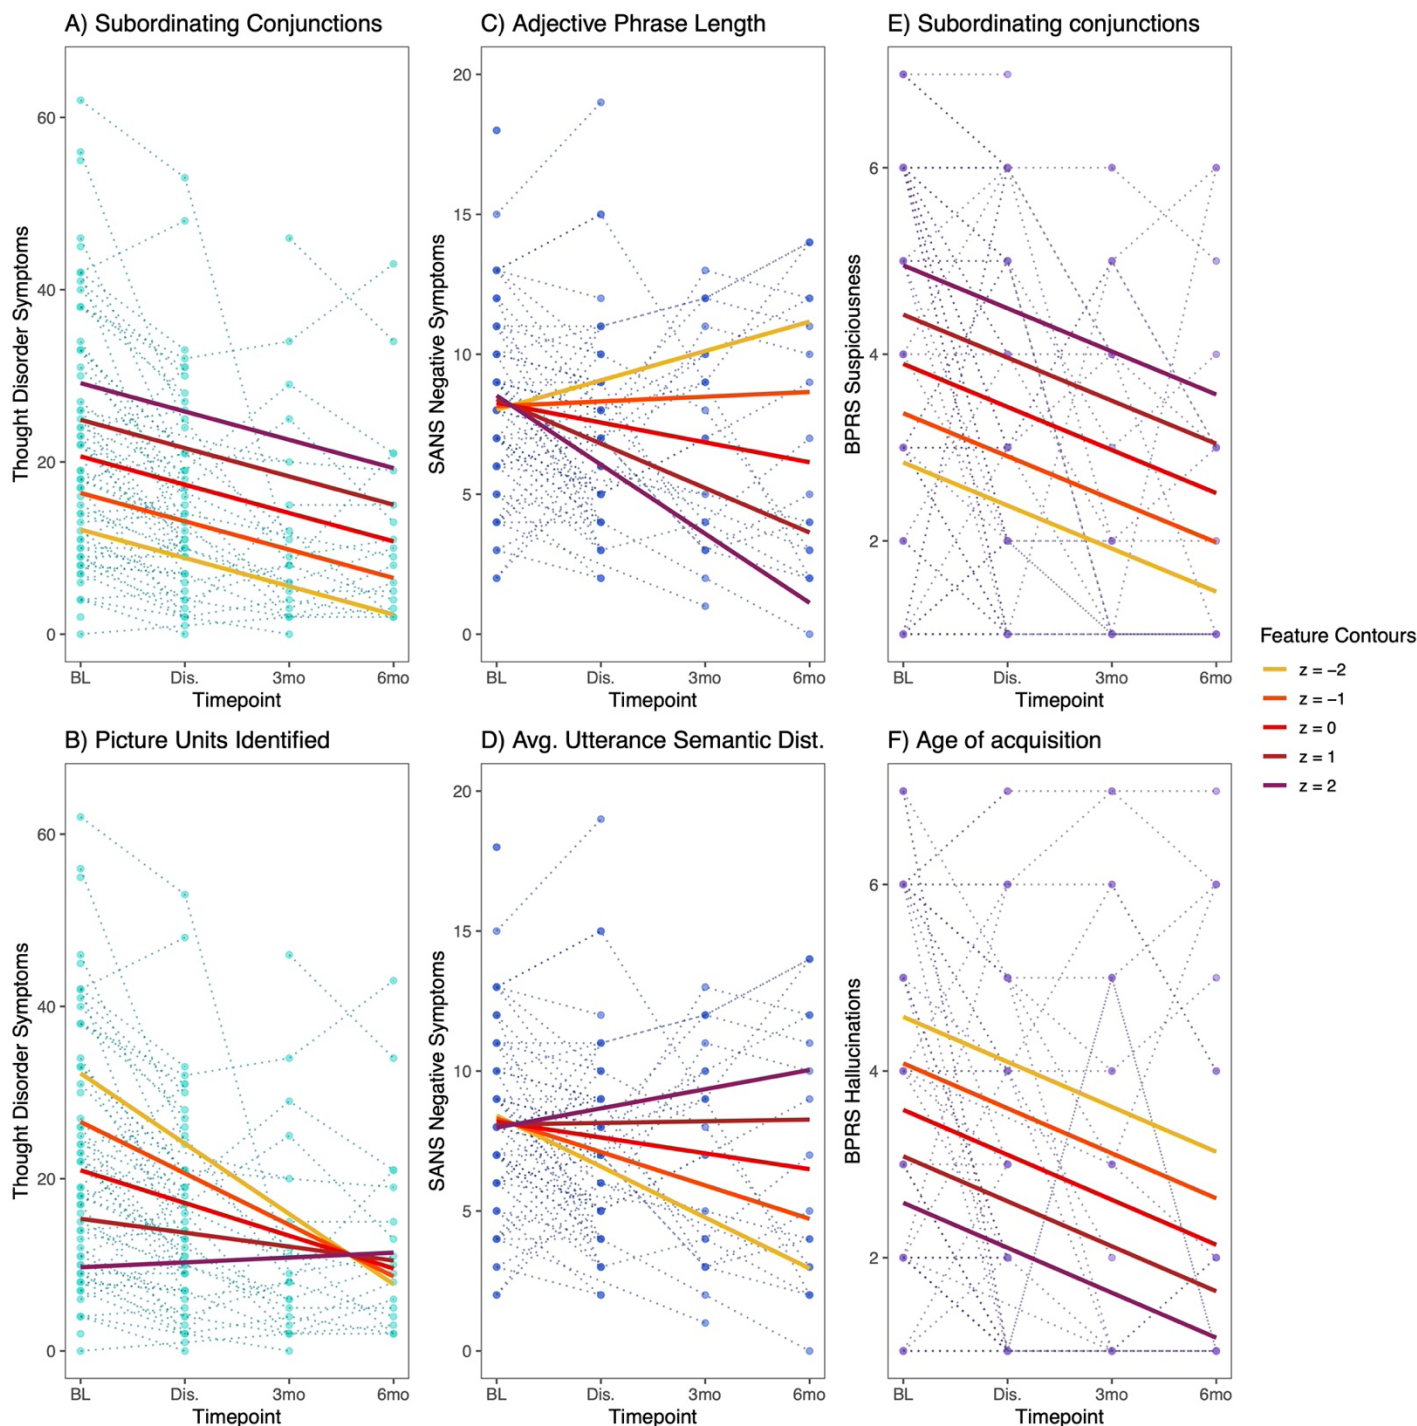 A) Subordinating Conjunctions
Thought Disorder Symptoms
60
40
20
0
BL Dis. 3mo 6mo
Timepoint
C) Adjective Phrase Length
SANS Negative Symptoms
20
15
10
5
0
BL Dis. 3mo 6mo
Timepoint
E) Subordinating conjunctions
BPRS Suspiciousness
6
4
2
BL Dis. 3mo 6mo
Timepoint
Feature Contours
z = −2
z = −1
z = 0
z = 1
z = 2
B) Picture Units Identified
Thought Disorder Symptoms
60
40
20
0
BL Dis. 3mo 6mo
Timepoint
D) Avg. Utterance Semantic Dist.
SANS Negative Symptoms
20
15
10
5
0
BL Dis. 3mo 6mo
Timepoint
F) Age of acquisition
BPRS Hallucinations
6
4
2
BL Dis. 3mo 6mo
Timepoint